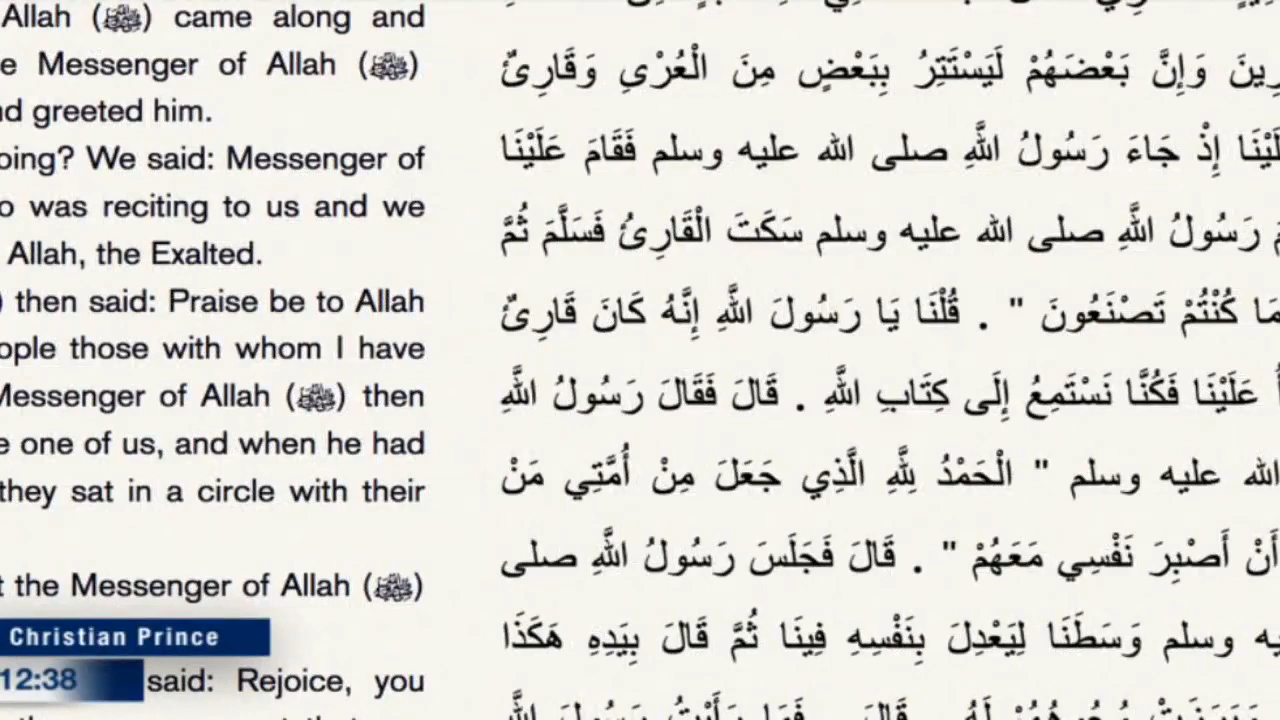 Allah (ﷺ) came along and
e Messenger of Allah (ﷺ)
nd greeted him.
oing? We said: Messenger of
o was reciting to us and we
Allah, the Exalted.
) then said: Praise be to Allah
ople those with whom I have
Messenger of Allah (ﷺ) then
e one of us, and when he had
they sat in a circle with their
t the Messenger of Allah (ﷺ)
said: Rejoice, you
رِينَ وَإِنَّ بَعْضَهُمْ لَيَسْتَتِرُ بِبَعْضٍ مِنَ الْعُرْىِ وَقَارِئٌ
لَيْنَا إِذْ جَاءَ رَسُولُ اللَّهِ صلى الله عليه وسلم فَقَامَ عَلَيْنَا
مَ رَسُولُ اللَّهِ صلى الله عليه وسلم سَكَتَ الْقَارِئُ فَسَلَّمَ ثُمَّ
مَا كُنْتُمْ تَصْنَعُونَ " . قُلْنَا يَا رَسُولَ اللَّهِ إِنَّهُ كَانَ قَارِئٌ
أُ عَلَيْنَا فَكُنَّا نَسْتَمِعُ إِلَى كِتَابِ اللَّهِ . قَالَ فَقَالَ رَسُولُ اللَّهِ
الله عليه وسلم " الْحَمْدُ لِلَّهِ الَّذِي جَعَلَ مِنْ أُمَّتِي مَنْ
أَنْ أَصْبِرَ نَفْسِي مَعَهُمْ " . قَالَ فَجَلَسَ رَسُولُ اللَّهِ صلى
يه وسلم وَسَطَنَا لِيَعْدِلَ بِنَفْسِهِ فِينَا ثُمَّ قَالَ بِيَدِهِ هَكَذَا
Christian Prince
12:38